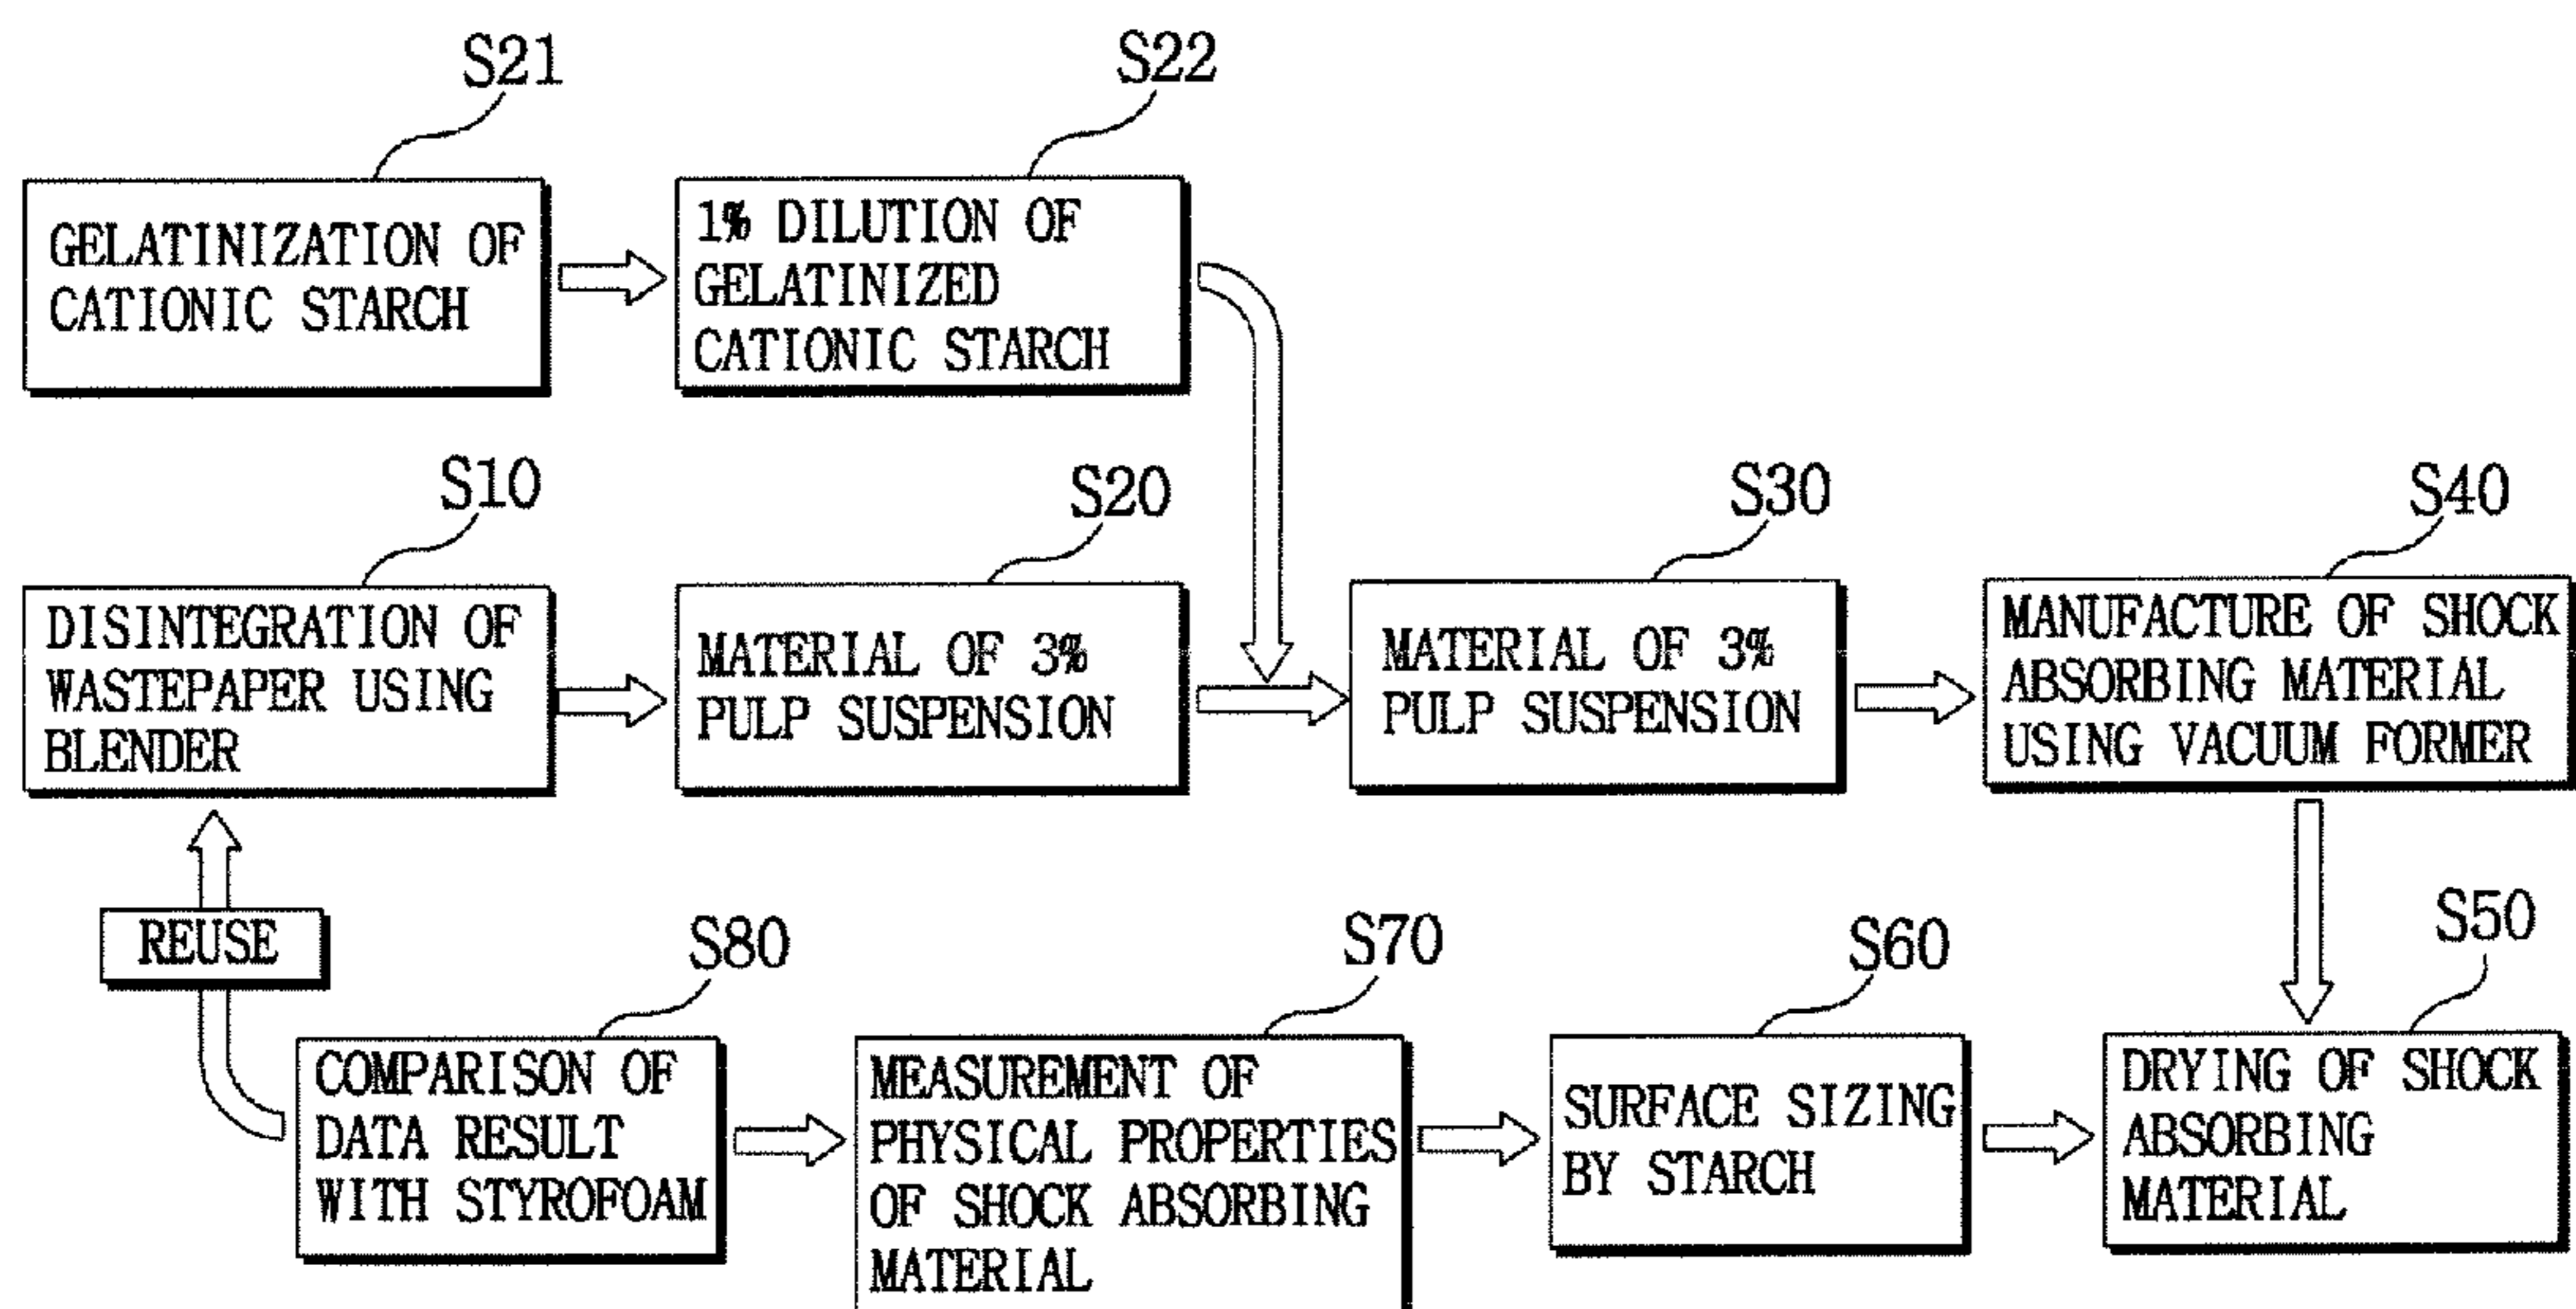 S21
GELATINIZATION OF
CATIONIC STARCH
S22
1% DILUTION OF
GELATINIZED
CATIONIC STARCH
S10
DISINTEGRATION OF
WASTEPAPER USING
BLENDER
S20
MATERIAL OF 3%
PULP SUSPENSION
S30
MATERIAL OF 3%
PULP SUSPENSION
S40
MANUFACTURE OF SHOCK
ABSORBING MATERIAL
USING VACUUM FORMER
REUSE
S80
COMPARISON OF
DATA RESULT
WITH STYROFOAM
S70
MEASUREMENT OF
PHYSICAL PROPERTIES
OF SHOCK ABSORBING
MATERIAL
S60
SURFACE SIZING
BY STARCH
S50
DRYING OF SHOCK
ABSORBING
MATERIAL